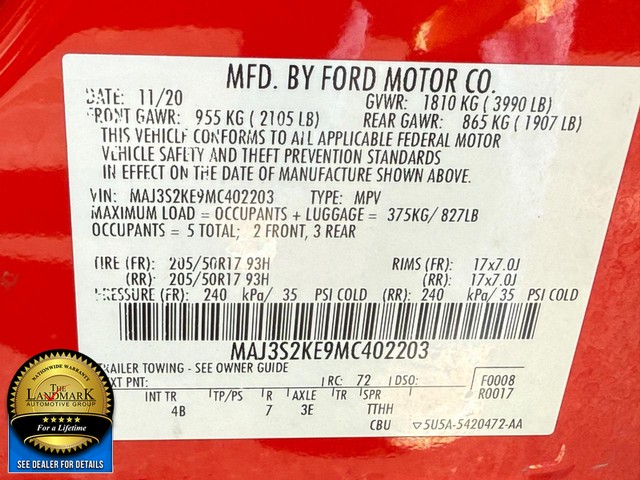 MFD. BY FORD MOTOR CO.
DATE: 11/20 GVWR: 1810 KG ( 3990 LB)
FRONT GAWR: 955 KG ( 2105 LB) REAR GAWR: 865 KG ( 1907 LB)
THIS VEHICLE CONFORMS TO ALL APPLICABLE FEDERAL MOTOR
VEHICLE SAFETY AND THEFT PREVENTION STANDARDS
IN EFFECT ON THE DATE OF MANUFACTURE SHOWN ABOVE.
VIN: MAJ3S2KE9MC402203 TYPE: MPV
MAXIMUM LOAD = OCCUPANTS + LUGGAGE = 375KG/ 827LB
OCCUPANTS = 5 TOTAL; 2 FRONT, 3 REAR
TIRE (FR): 205/50R17 93H RIMS (FR): 17x7.0J
(RR): 205/50R17 93H (RR): 17x7.0J
PRESSURE (FR): 240 kPa/ 35 PSI COLD (RR): 240 kPa/ 35 PSI COLD
MAJ3S2KE9MC402203
TRAILER TOWING - SEE OWNER GUIDE
EXT PNT: RC: 72 DSO: F0008
R0017
INT TR TP/PS R AXLE TR SPR
4B 7 3E TTHH
CBU 5U5A-5420472-AA
NATIONWIDE WARRANTY
THE
LANDMARK
AUTOMOTIVE GROUP
For a Lifetime
SEE DEALER FOR DETAILS